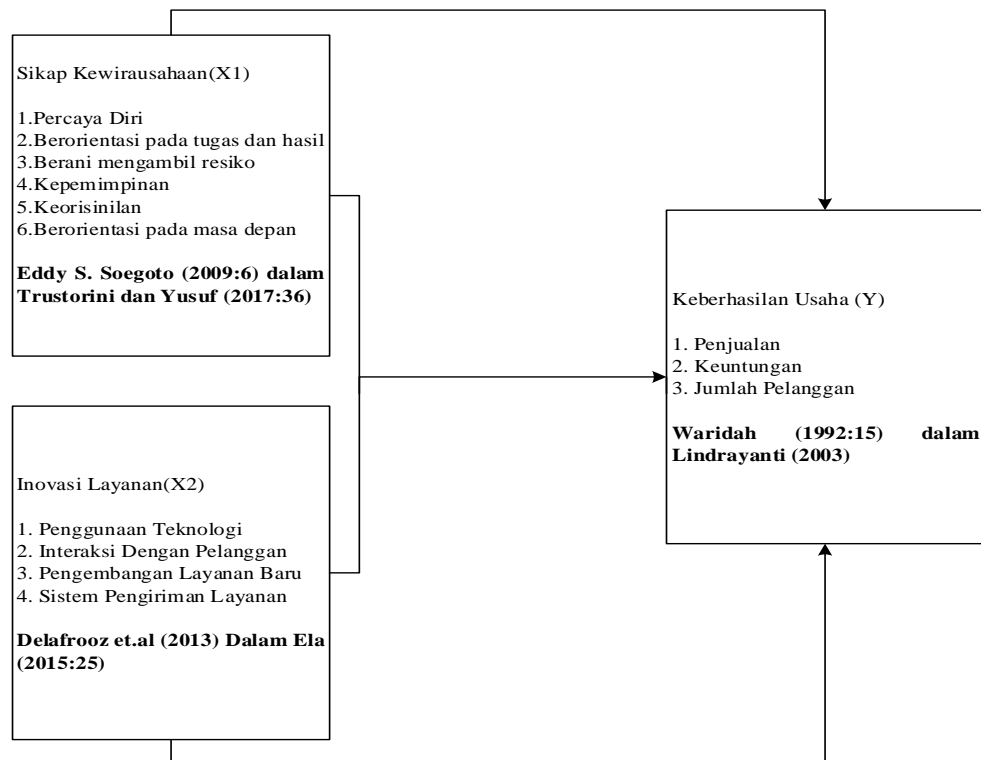 Sikap Kewirausahaan(X1)
1.Percaya Diri
2.Berorientasi pada tugas dan hasil
3.Berani mengambil resiko
4.Kepemimpinan
5.Keorisinilan
6.Berorientasi pada masa depan
Eddy S. Soegoto (2009:6) dalam
Trustorini dan Yusuf (2017:36)
Inovasi Layanan(X2)
1. Penggunaan Teknologi
2. Interaksi Dengan Pelanggan
3. Pengembangan Layanan Baru
4. Sistem Pengiriman Layanan
Delafrooz et.al (2013) Dalam Ela
(2015:25)
Keberhasilan Usaha (Y)
1. Penjualan
2. Keuntungan
3. Jumlah Pelanggan
Waridah (1992:15) dalam
Lindrayanti (2003)